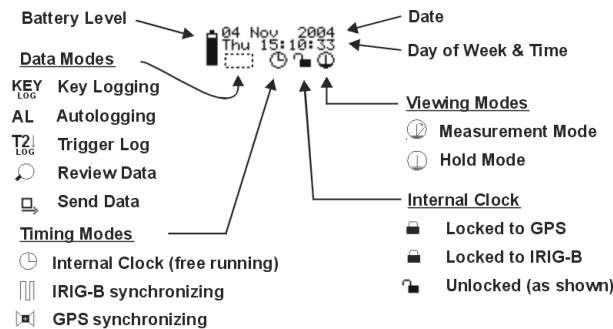 Battery Level
04 Nov 2004
Thu 15:10:33
Date
Day of Week & Time
Data Modes
KEY LOG Key Logging
AL Autologging
T2↓ LOG Trigger Log
Review Data
Send Data
Timing Modes
Internal Clock (free running)
IRIG-B synchronizing
GPS synchronizing
Viewing Modes
Measurement Mode
Hold Mode
Internal Clock
Locked to GPS
Locked to IRIG-B
Unlocked (as shown)